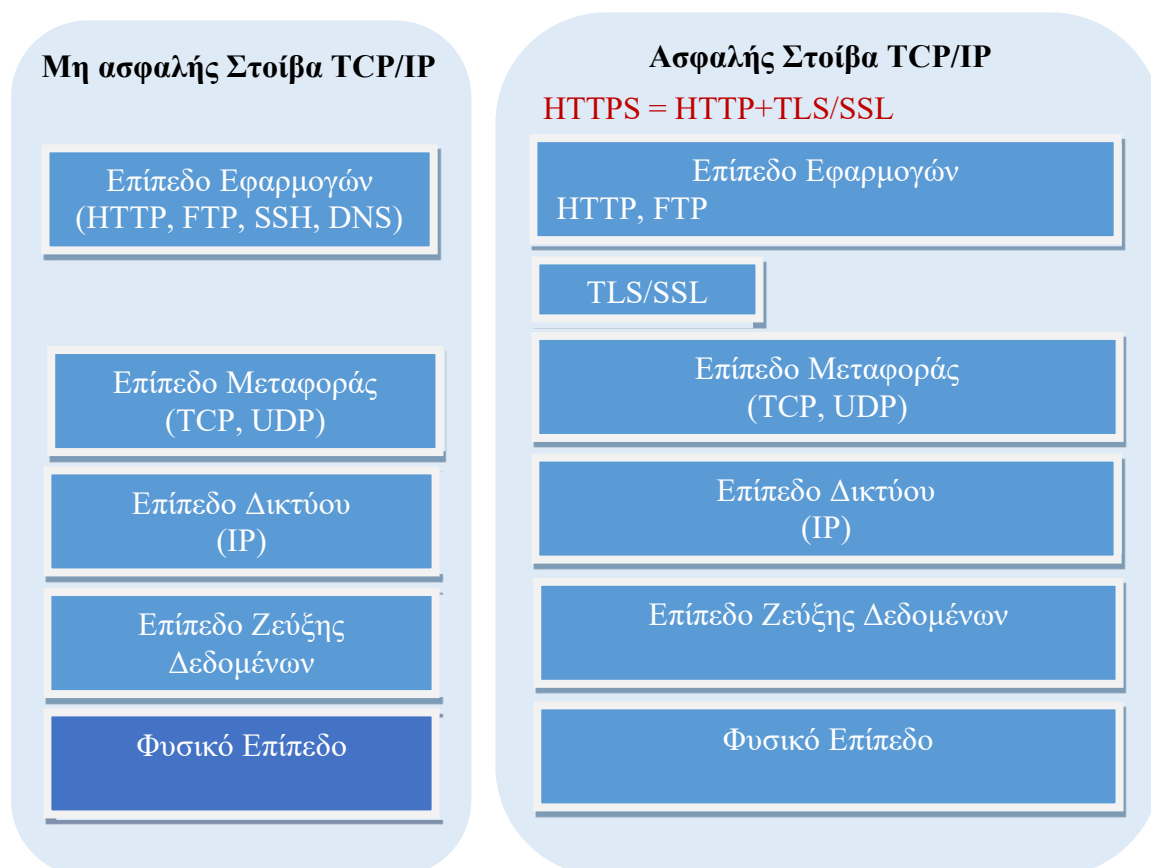 Μη ασφαλής Στοίβα TCP/IP
Επίπεδο Εφαρμογών
(HTTP, FTP, SSH, DNS)
Επίπεδο Μεταφοράς
(TCP, UDP)
Επίπεδο Δικτύου
(IP)
Επίπεδο Ζεύξης
Δεδομένων
Φυσικό Επίπεδο
Ασφαλής Στοίβα TCP/IP
HTTPS = HTTP+TLS/SSL
Επίπεδο Εφαρμογών
HTTP, FTP
TLS/SSL
Επίπεδο Μεταφοράς
(TCP, UDP)
Επίπεδο Δικτύου
(IP)
Επίπεδο Ζεύξης Δεδομένων
Φυσικό Επίπεδο